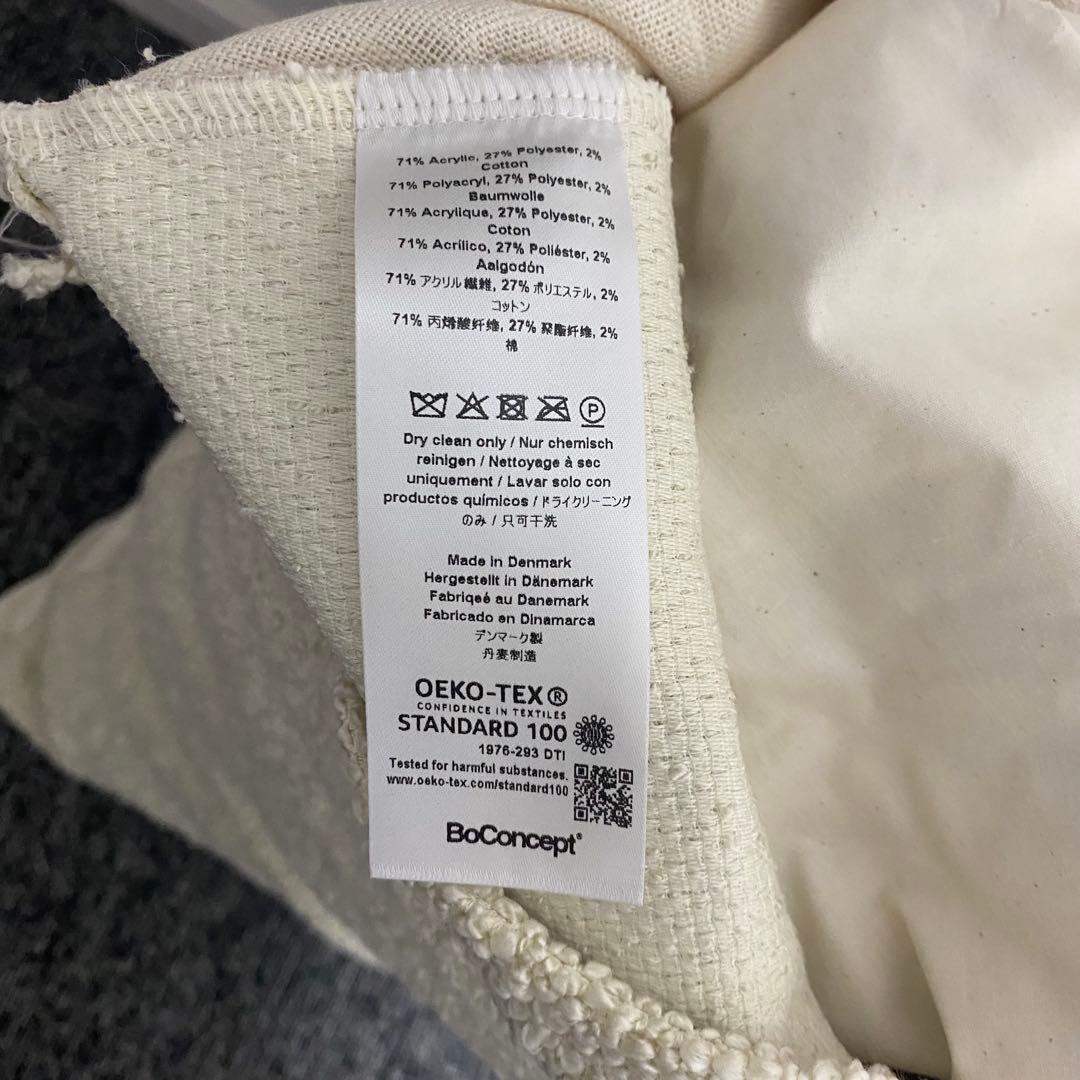 71% Acrylic, 27% Polyester, 2%
Cotton
71% Polyacryl, 27% Polyester, 2%
Baumwolle
71% Acrylique, 27% Polyester, 2%
Coton
71% Acrílico, 27% Poliéster, 2%
Aalgodón
71% アクリル繊維, 27% ポリエステル, 2%
コットン
71% 丙烯酸纤维, 27% 聚酯纤维, 2%
棉
P
Dry clean only / Nur chemisch
reinigen / Nettoyage à sec
uniquement / Lavar solo con
productos químicos / ドライクリーニング
のみ / 只可干洗
Made in Denmark
Hergestellt in Dänemark
Fabriqeé au Danemark
Fabricado en Dinamarca
デンマーク製
丹麦制造
OEKO-TEX®
CONFIDENCE IN TEXTILES
STANDARD 100
1976-293 DTI
Tested for harmful substances.
www.oeko-tex.com/standard100
BoConcept®